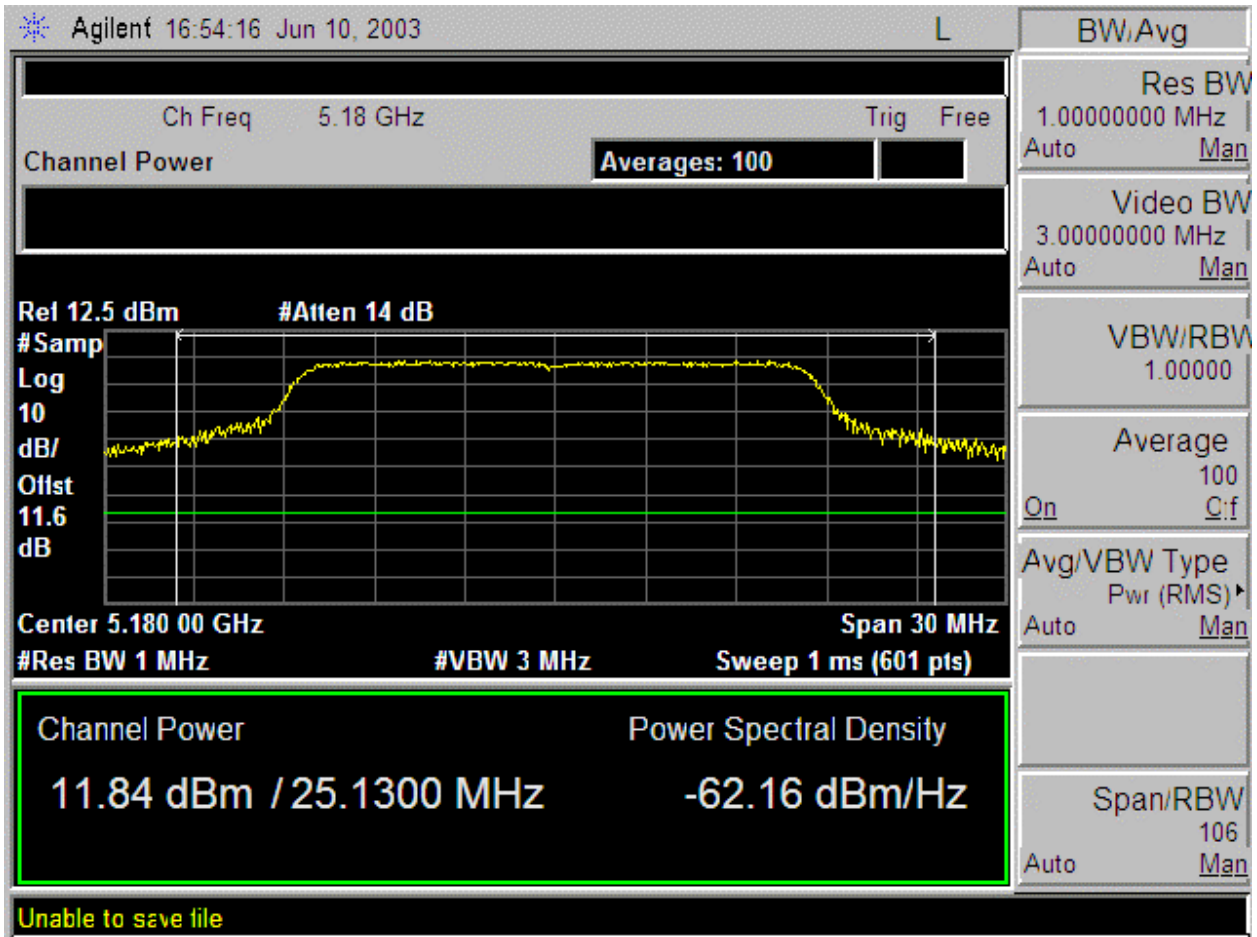 Agilent 16:54:16 Jun 10, 2003 L
BW/Avg
Ch Freq 5.18 GHz Trig Free
Channel Power Averages: 100
Ref 12.5 dBm #Atten 14 dB
#Samp
Log
10
dB/
Offst
11.6
dB
Center 5.180 00 GHz Span 30 MHz
#Res BW 1 MHz #VBW 3 MHz Sweep 1 ms (601 pts)
Channel Power Power Spectral Density
11.84 dBm / 25.1300 MHz -62.16 dBm/Hz
Unable to save file
Res BW
1.00000000 MHz
Auto Man
Video BW
3.00000000 MHz
Auto Man
VBW/RBW
1.00000
Average
100
On Off
Avg/VBW Type
Pwr (RMS)
Auto Man
Span/RBW
106
Auto Man